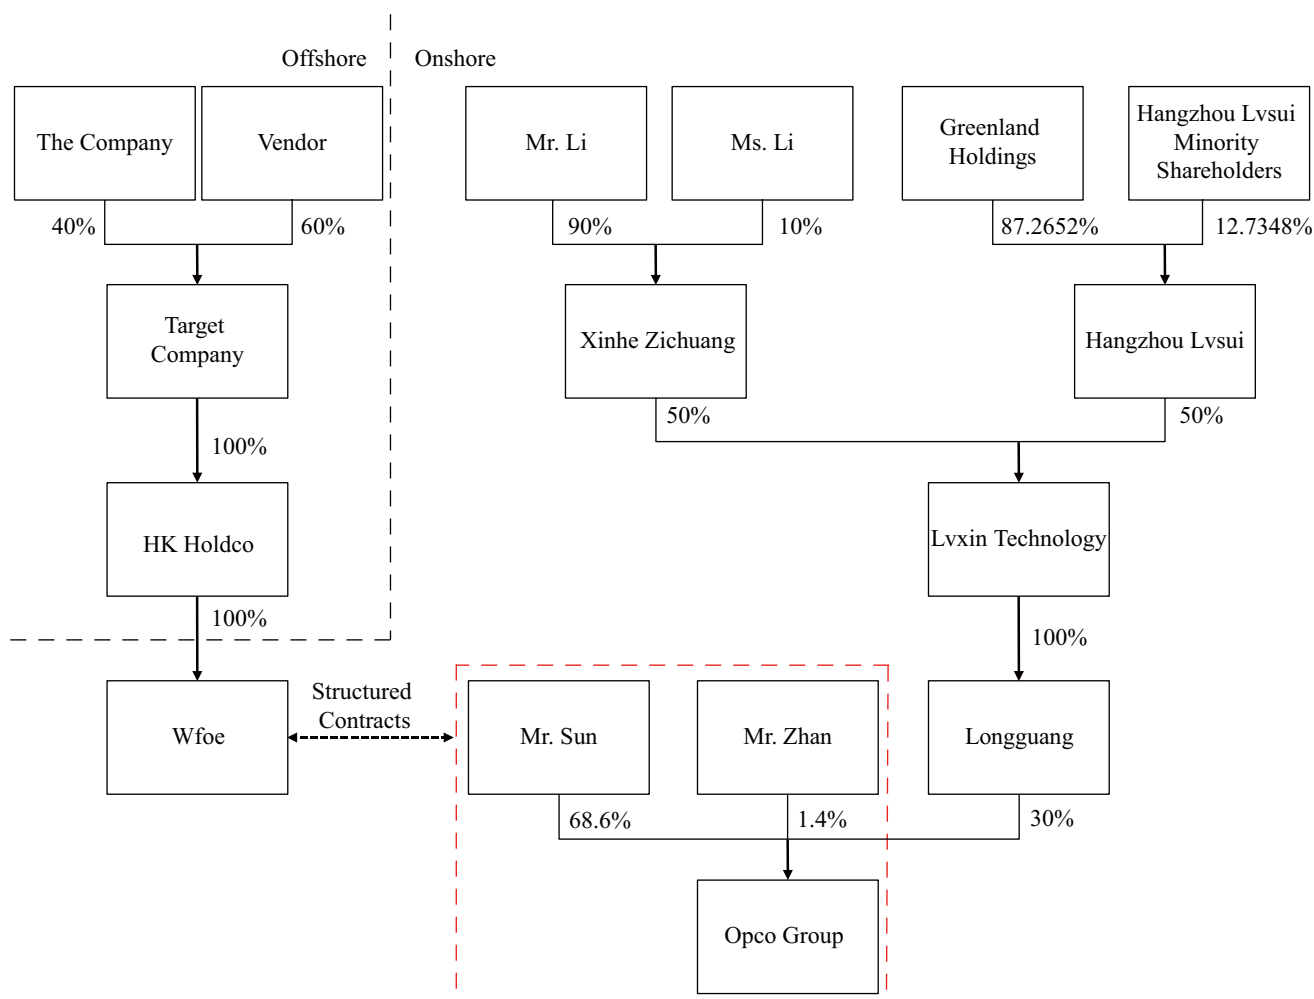 Offshore
Onshore
The Company
Vendor
Mr. Li
Ms. Li
Greenland
Holdings
Hangzhou Lvsui
Minority
Shareholders
40%
60%
90%
10%
87.2652%
12.7348%
Target
Company
Xinhe Zichuang
Hangzhou Lvsui
50%
50%
100%
HK Holdco
Lvxin Technology
100%
100%
Wfoe
Structured
Contracts
Mr. Sun
Mr. Zhan
Longguang
68.6%
1.4%
30%
Opco Group